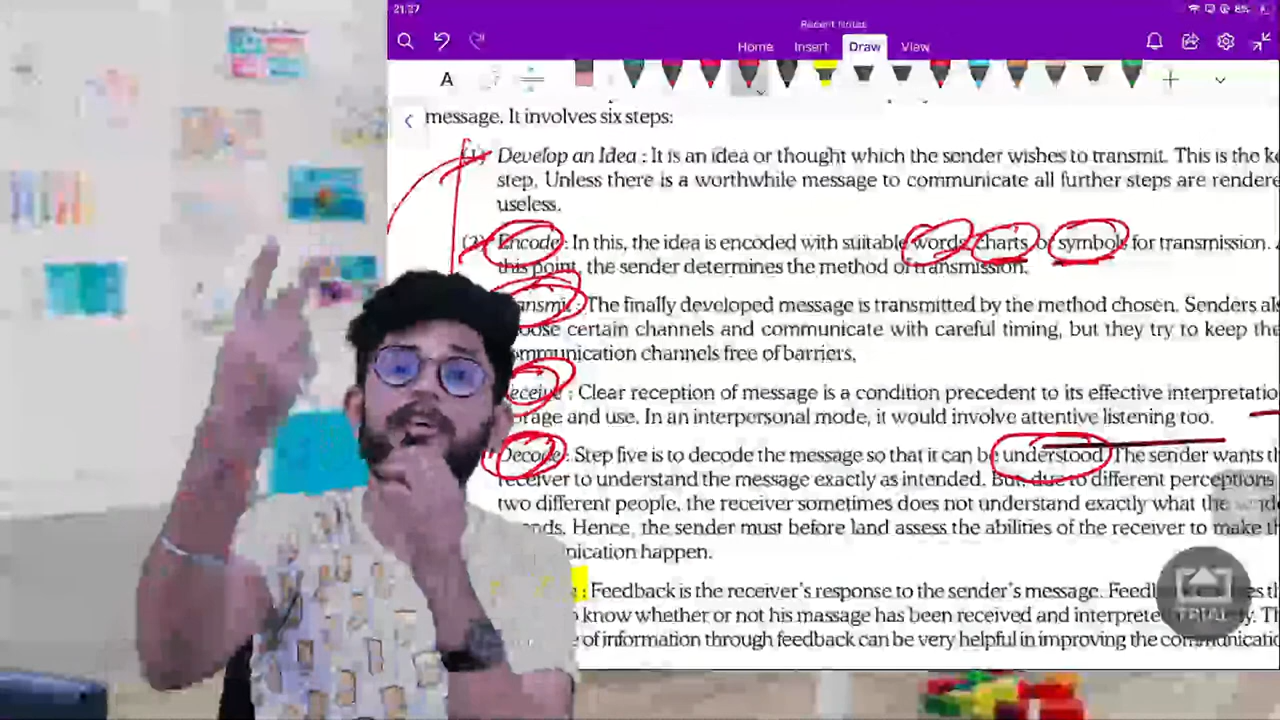 21:37
Recent Notes
8%
Home Insert Draw View
A
message. It involves six steps:
(1) Develop an Idea : It is an idea or thought which the sender wishes to transmit. This is the
step. Unless there is a worthwhile message to communicate all further steps are
useless.
(2) Encode : In this, the idea is encoded with suitable words, charts, or symbols for transmission.
this point, the sender determines the method of transmission.
: The finally developed message is transmitted by the method chosen. Senders
certain channels and communicate with careful timing, but they try to keep
communication channels free of barriers.
: Clear reception of message is a condition precedent to its effective
and use. In an interpersonal mode, it would involve attentive listening too.
Decode : Step five is to decode the message so that it can be understood. The sender wants
receiver to understand the message exactly as intended. But, due to different perceptions
two different people, the receiver sometimes does not understand exactly what the
Hence, the sender must before land assess the abilities of the receiver to make
happen.
: Feedback is the receiver's response to the sender's message.
know whether or not his massage has been received and
of information through feedback can be very helpful in improving the
TRIAL